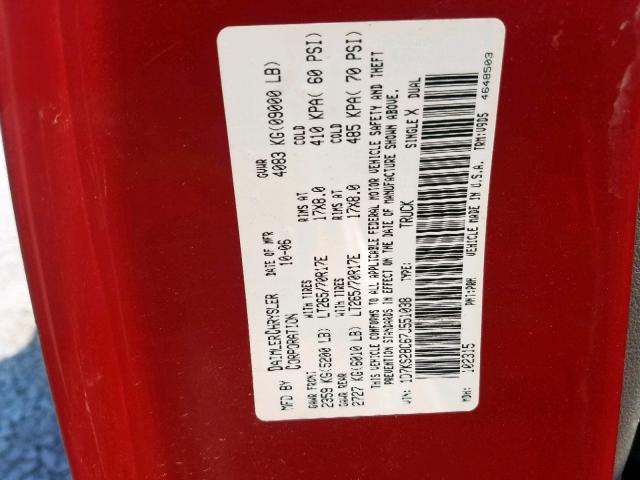 MFD BY DAIMLERCHRYSLER CORPORATION
DATE OF MFR 10-06
GVWR 4083 KG(09000 LB)
GAWR FRONT 2359 KG(5200 LB)
WITH TIRES LT265/70R17E
RIMS AT 17X8.0
COLD 410 KPA( 60 PSI)
GAWR REAR 2727 KG(6010 LB)
WITH TIRES LT265/70R17E
RIMS AT 17X8.0
COLD 485 KPA( 70 PSI)
THIS VEHICLE CONFORMS TO ALL APPLICABLE FEDERAL MOTOR VEHICLE SAFETY AND THEFT
PREVENTION STANDARDS IN EFFECT ON THE DATE OF MANUFACTURE SHOWN ABOVE.
VIN: 1D7KS28C67J551038 TYPE: TRUCK SINGLE X DUAL
MDH: 102315 PNT:PRM VEHICLE MADE IN U.S.A. TRM:V9D5
4648503